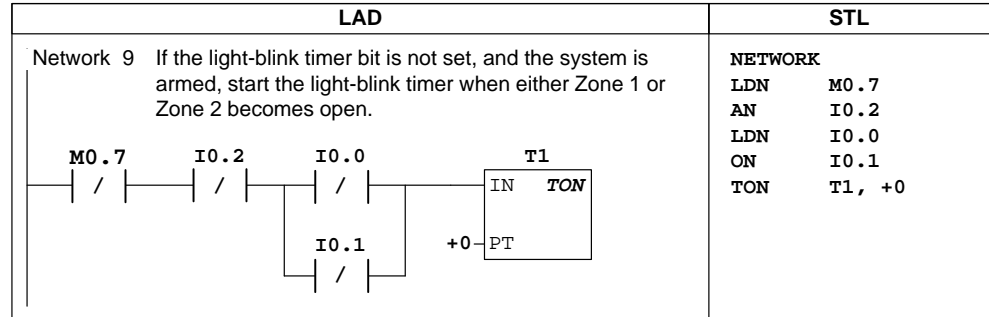 LAD
STL
Network 9 If the light-blink timer bit is not set, and the system is
armed, start the light-blink timer when either Zone 1 or
Zone 2 becomes open.
M0.7 I0.2 I0.0 T1
/ / / IN TON
I0.1 +0 PT
/
NETWORK
LDN M0.7
AN I0.2
LDN I0.0
ON I0.1
TON T1, +0